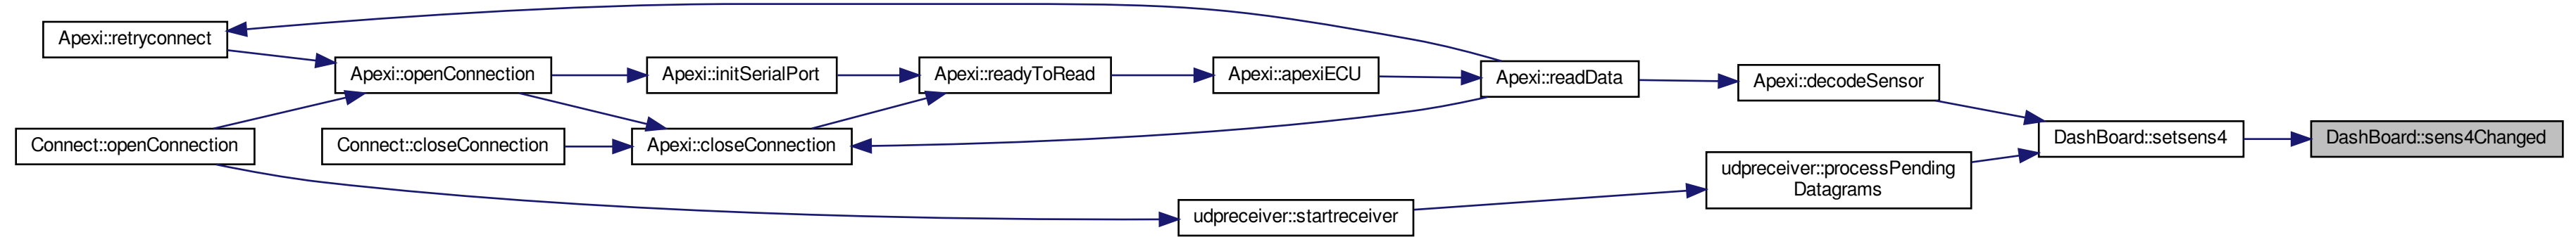 Apexi::retryconnect
Apexi::openConnection
Apexi::initSerialPort
Apexi::readyToRead
Apexi::apexiECU
Apexi::readData
Apexi::decodeSensor
Connect::openConnection
Connect::closeConnection
Apexi::closeConnection
DashBoard::setsens4
DashBoard::sens4Changed
udpreceiver::processPending
Datagrams
udpreceiver::startreceiver